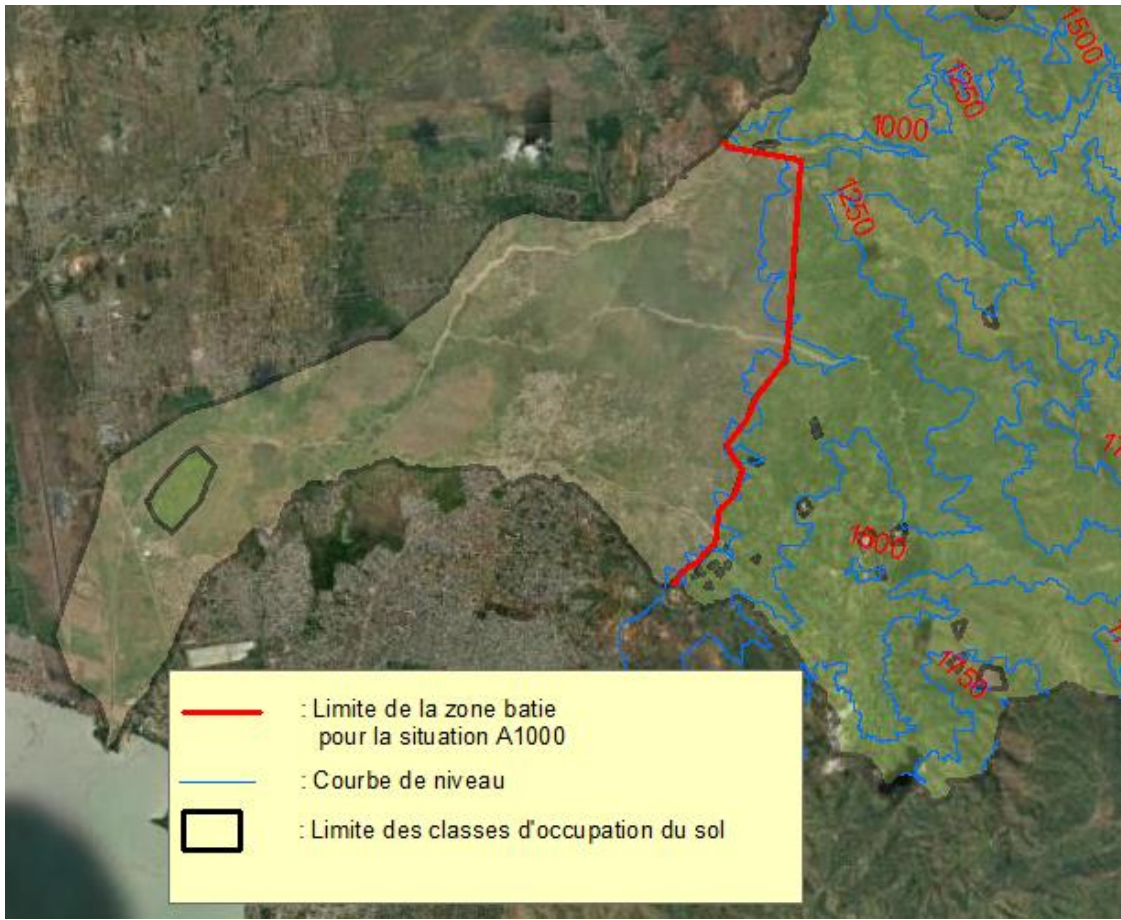 1500
1250
1000
1250
1000
1750
: Limite de la zone batie
pour la situation A1000
: Courbe de niveau
: Limite des classes d'occupation du sol